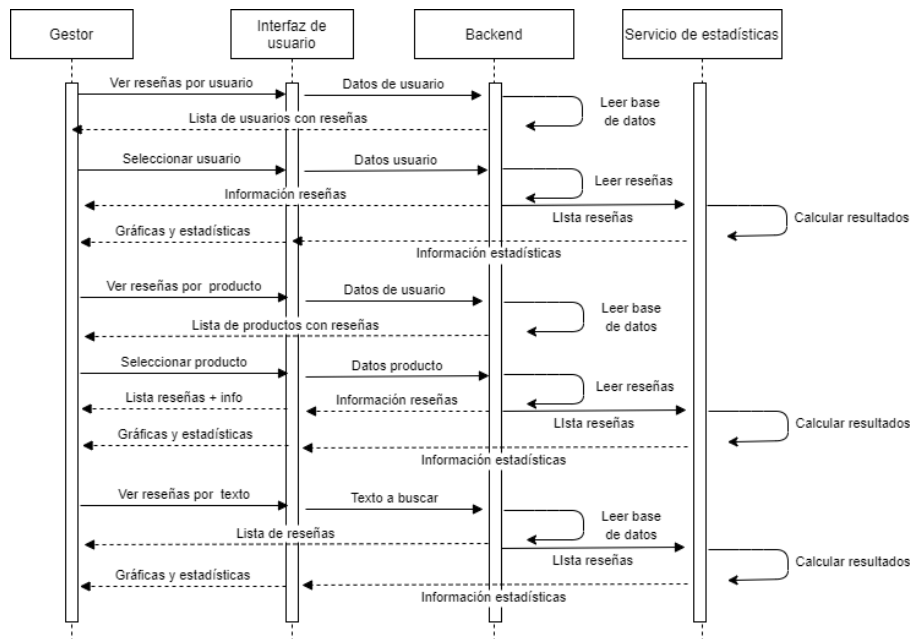 Gestor
Interfaz de
usuario
Backend
Servicio de estadísticas
Ver reseñas por usuario
Datos de usuario
Leer base
de datos
Lista de usuarios con reseñas
Seleccionar usuario
Datos usuario
Leer reseñas
Información reseñas
LIsta reseñas
Calcular resultados
Gráficas y estadísticas
Información estadísticas
Ver reseñas por producto
Datos de usuario
Leer base
de datos
Lista de productos con reseñas
Seleccionar producto
Datos producto
Leer reseñas
Lista reseñas + info
Información reseñas
LIsta reseñas
Calcular resultados
Gráficas y estadísticas
Información estadísticas
Ver reseñas por texto
Texto a buscar
Leer base
de datos
Lista de reseñas
LIsta reseñas
Calcular resultados
Gráficas y estadísticas
Información estadísticas